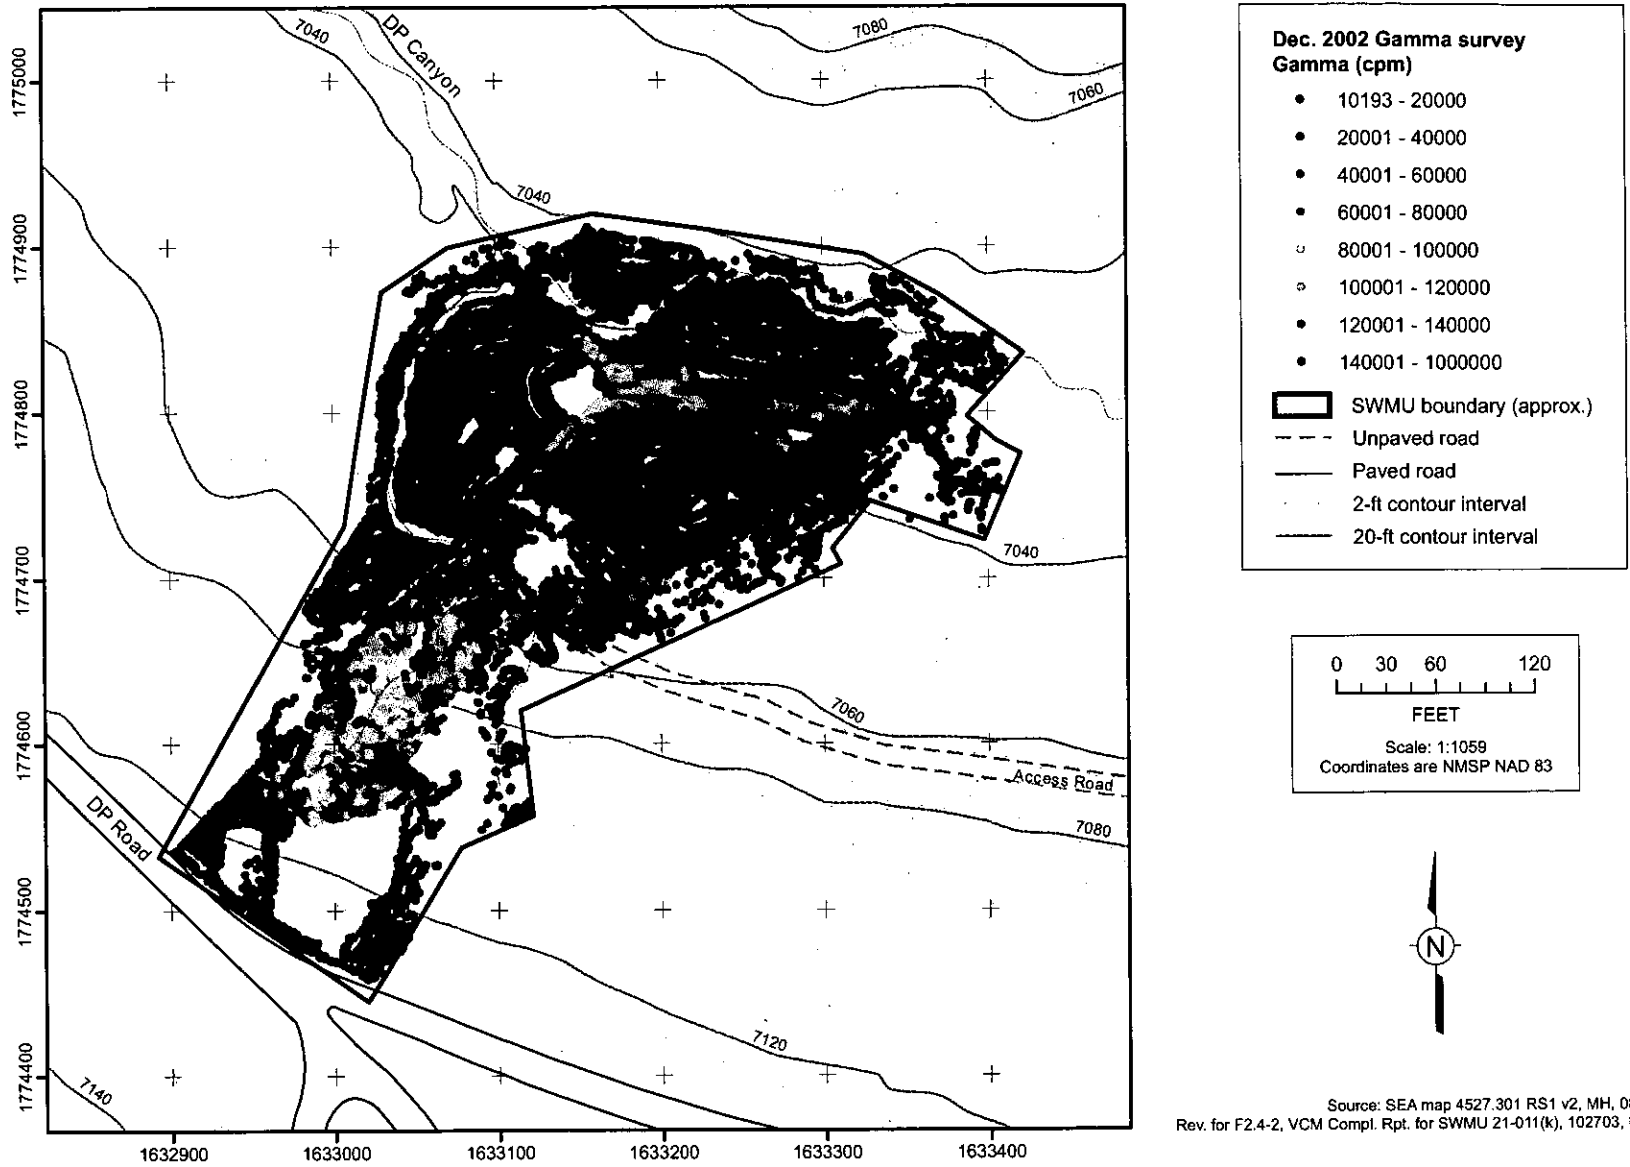 7040
DP Canyon
7080
7060
7040
7040
7060
Access Road
7080
DP Road
7120
7140
1775000
1774900
1774800
1774700
1774600
1774500
1774400
1632900
1633000
1633100
1633200
1633300
1633400
Dec. 2002 Gamma survey
Gamma (cpm)
10193 - 20000
20001 - 40000
40001 - 60000
60001 - 80000
80001 - 100000
100001 - 120000
120001 - 140000
140001 - 1000000
SWMU boundary (approx.)
Unpaved road
Paved road
2-ft contour interval
20-ft contour interval
0 30 60 120
FEET
Scale: 1:1059
Coordinates are NMSP NAD 83
N
Source: SEA map 4527.301 RS1 v2, MH,
Rev. for F2.4-2, VCM Compl. Rpt. for SWMU 21-011(k), 102703,